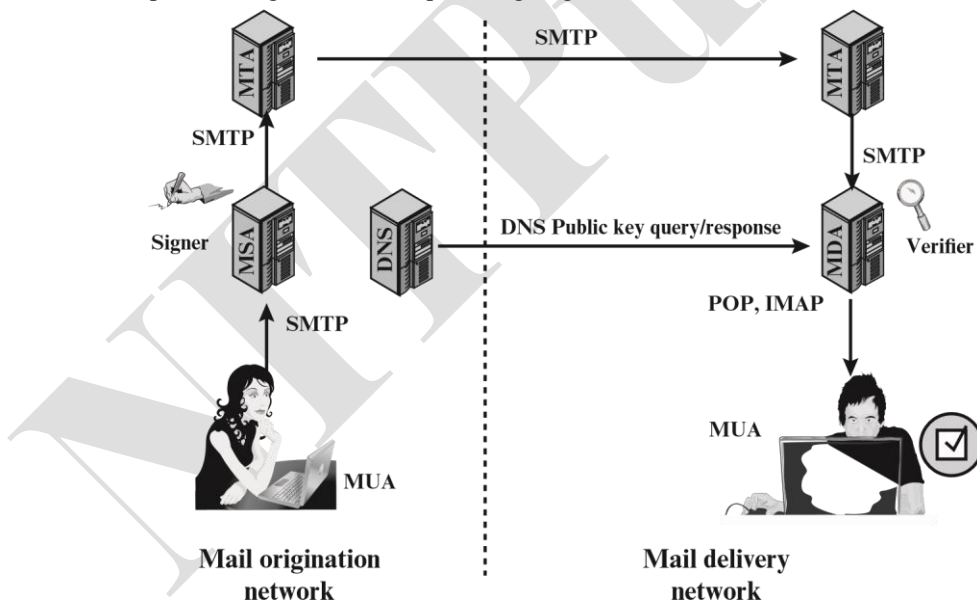 SMTP
MTA
MTA
SMTP
SMTP
Signer
MSA
DNS
DNS Public key query/response
MDA
Verifier
SMTP
POP, IMAP
MUA
MUA
Mail origination
network
Mail delivery
network